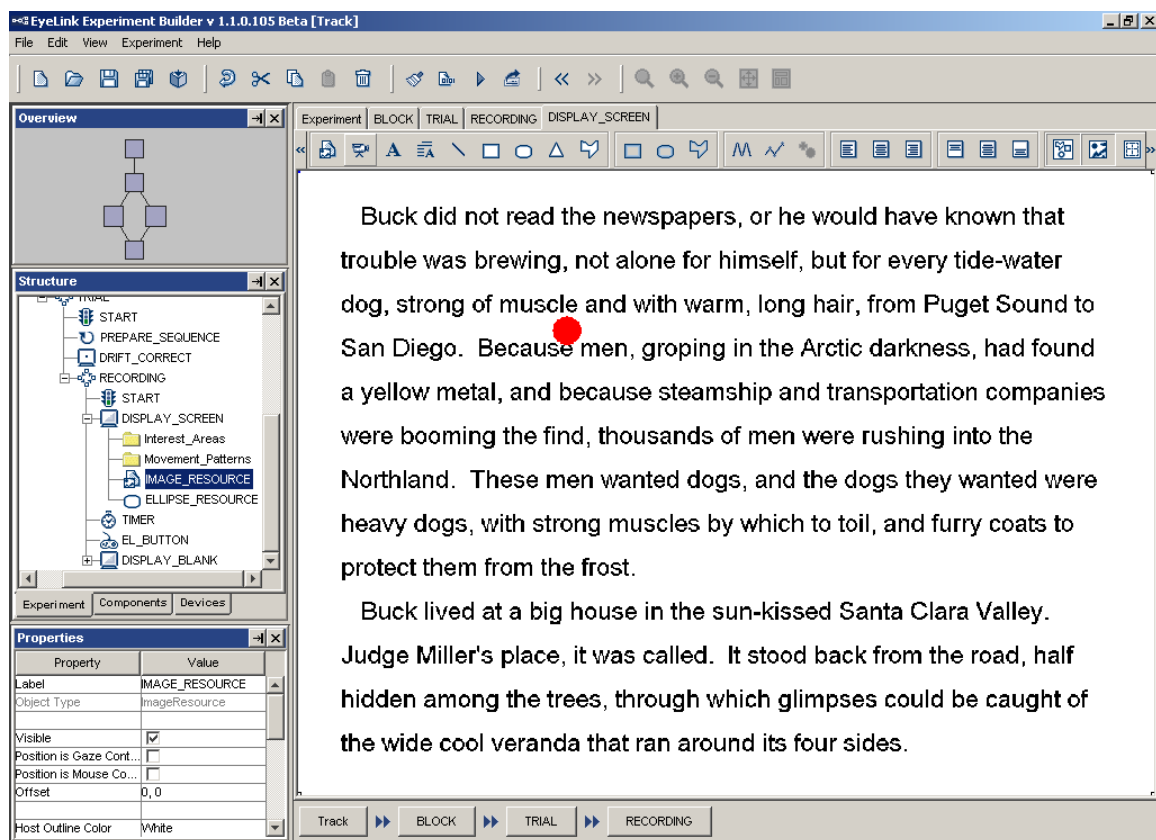 EyeLink Experiment Builder v 1.1.0.105 Beta [Track]
File Edit View Experiment Help
Overview
Experiment BLOCK TRIAL RECORDING DISPLAY_SCREEN
Structure
TRIAL
START
PREPARE_SEQUENCE
DRIFT_CORRECT
RECORDING
START
DISPLAY_SCREEN
Interest_Areas
Movement_Patterns
IMAGE_RESOURCE
ELLIPSE_RESOURCE
TIMER
EL_BUTTON
DISPLAY_BLANK
Experiment Components Devices
Properties
Property Value
Label IMAGE_RESOURCE
Object Type ImageResource
Visible
Position is Gaze Cont...
Position is Mouse Co...
Offset 0, 0
Host Outline Color White
Buck did not read the newspapers, or he would have known that
trouble was brewing, not alone for himself, but for every tide-water
dog, strong of muscle and with warm, long hair, from Puget Sound to
San Diego. Because men, groping in the Arctic darkness, had found
a yellow metal, and because steamship and transportation companies
were booming the find, thousands of men were rushing into the
Northland. These men wanted dogs, and the dogs they wanted were
heavy dogs, with strong muscles by which to toil, and furry coats to
protect them from the frost.
Buck lived at a big house in the sun-kissed Santa Clara Valley.
Judge Miller's place, it was called. It stood back from the road, half
hidden among the trees, through which glimpses could be caught of
the wide cool veranda that ran around its four sides.
Track BLOCK TRIAL RECORDING